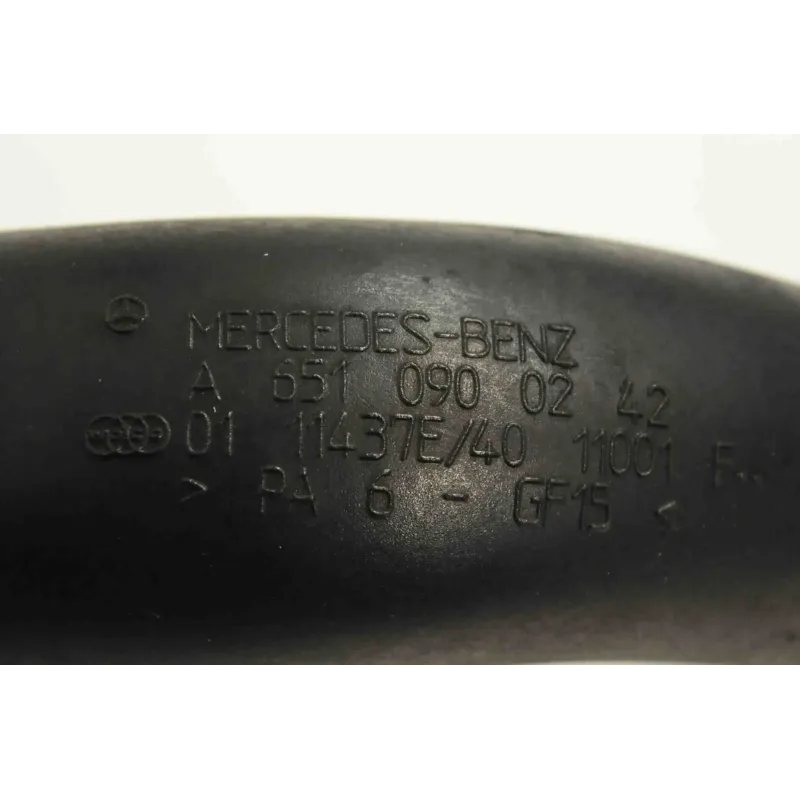 MERCEDES-BENZ
A 651 090 02 42
01 11437E/40 11001 F..
> PA 6 - GF15 <